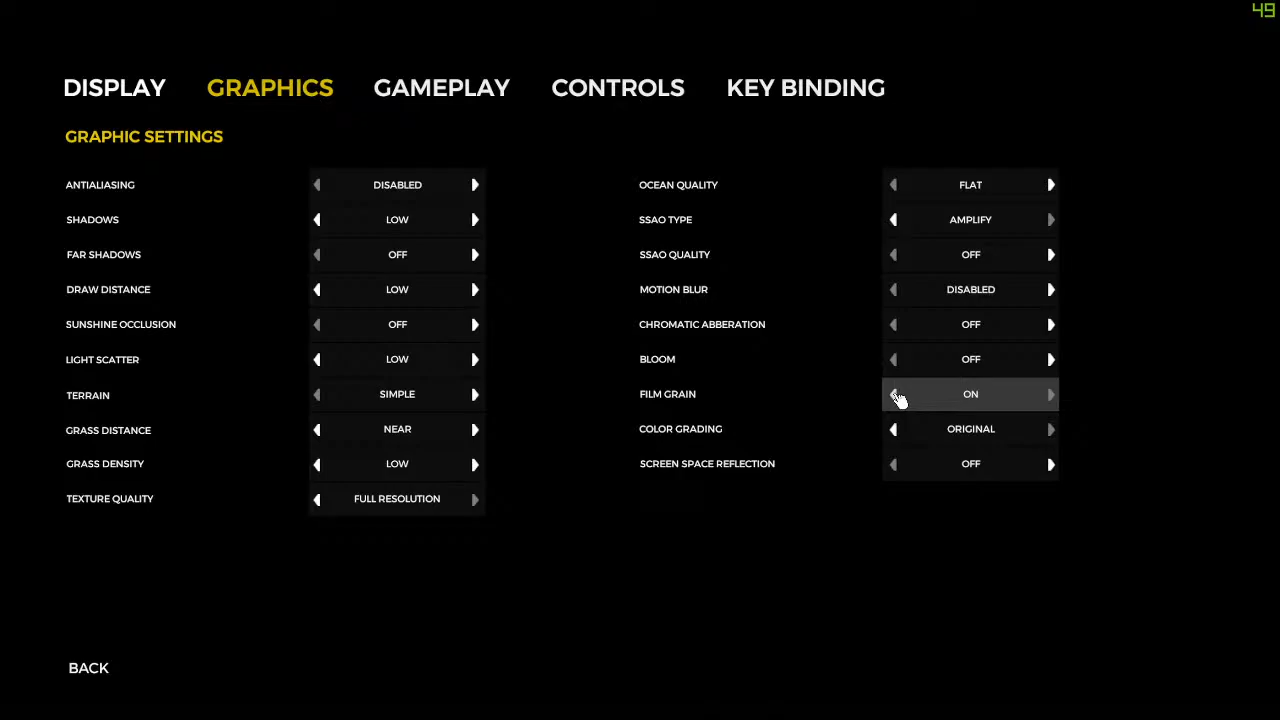 49
DISPLAY GRAPHICS GAMEPLAY CONTROLS KEY BINDING
GRAPHIC SETTINGS
ANTIALIASING DISABLED
SHADOWS LOW
FAR SHADOWS OFF
DRAW DISTANCE LOW
SUNSHINE OCCLUSION OFF
LIGHT SCATTER LOW
TERRAIN SIMPLE
GRASS DISTANCE NEAR
GRASS DENSITY LOW
TEXTURE QUALITY FULL RESOLUTION
OCEAN QUALITY FLAT
SSAO TYPE AMPLIFY
SSAO QUALITY OFF
MOTION BLUR DISABLED
CHROMATIC ABBERATION OFF
BLOOM OFF
FILM GRAIN ON
COLOR GRADING ORIGINAL
SCREEN SPACE REFLECTION OFF
BACK